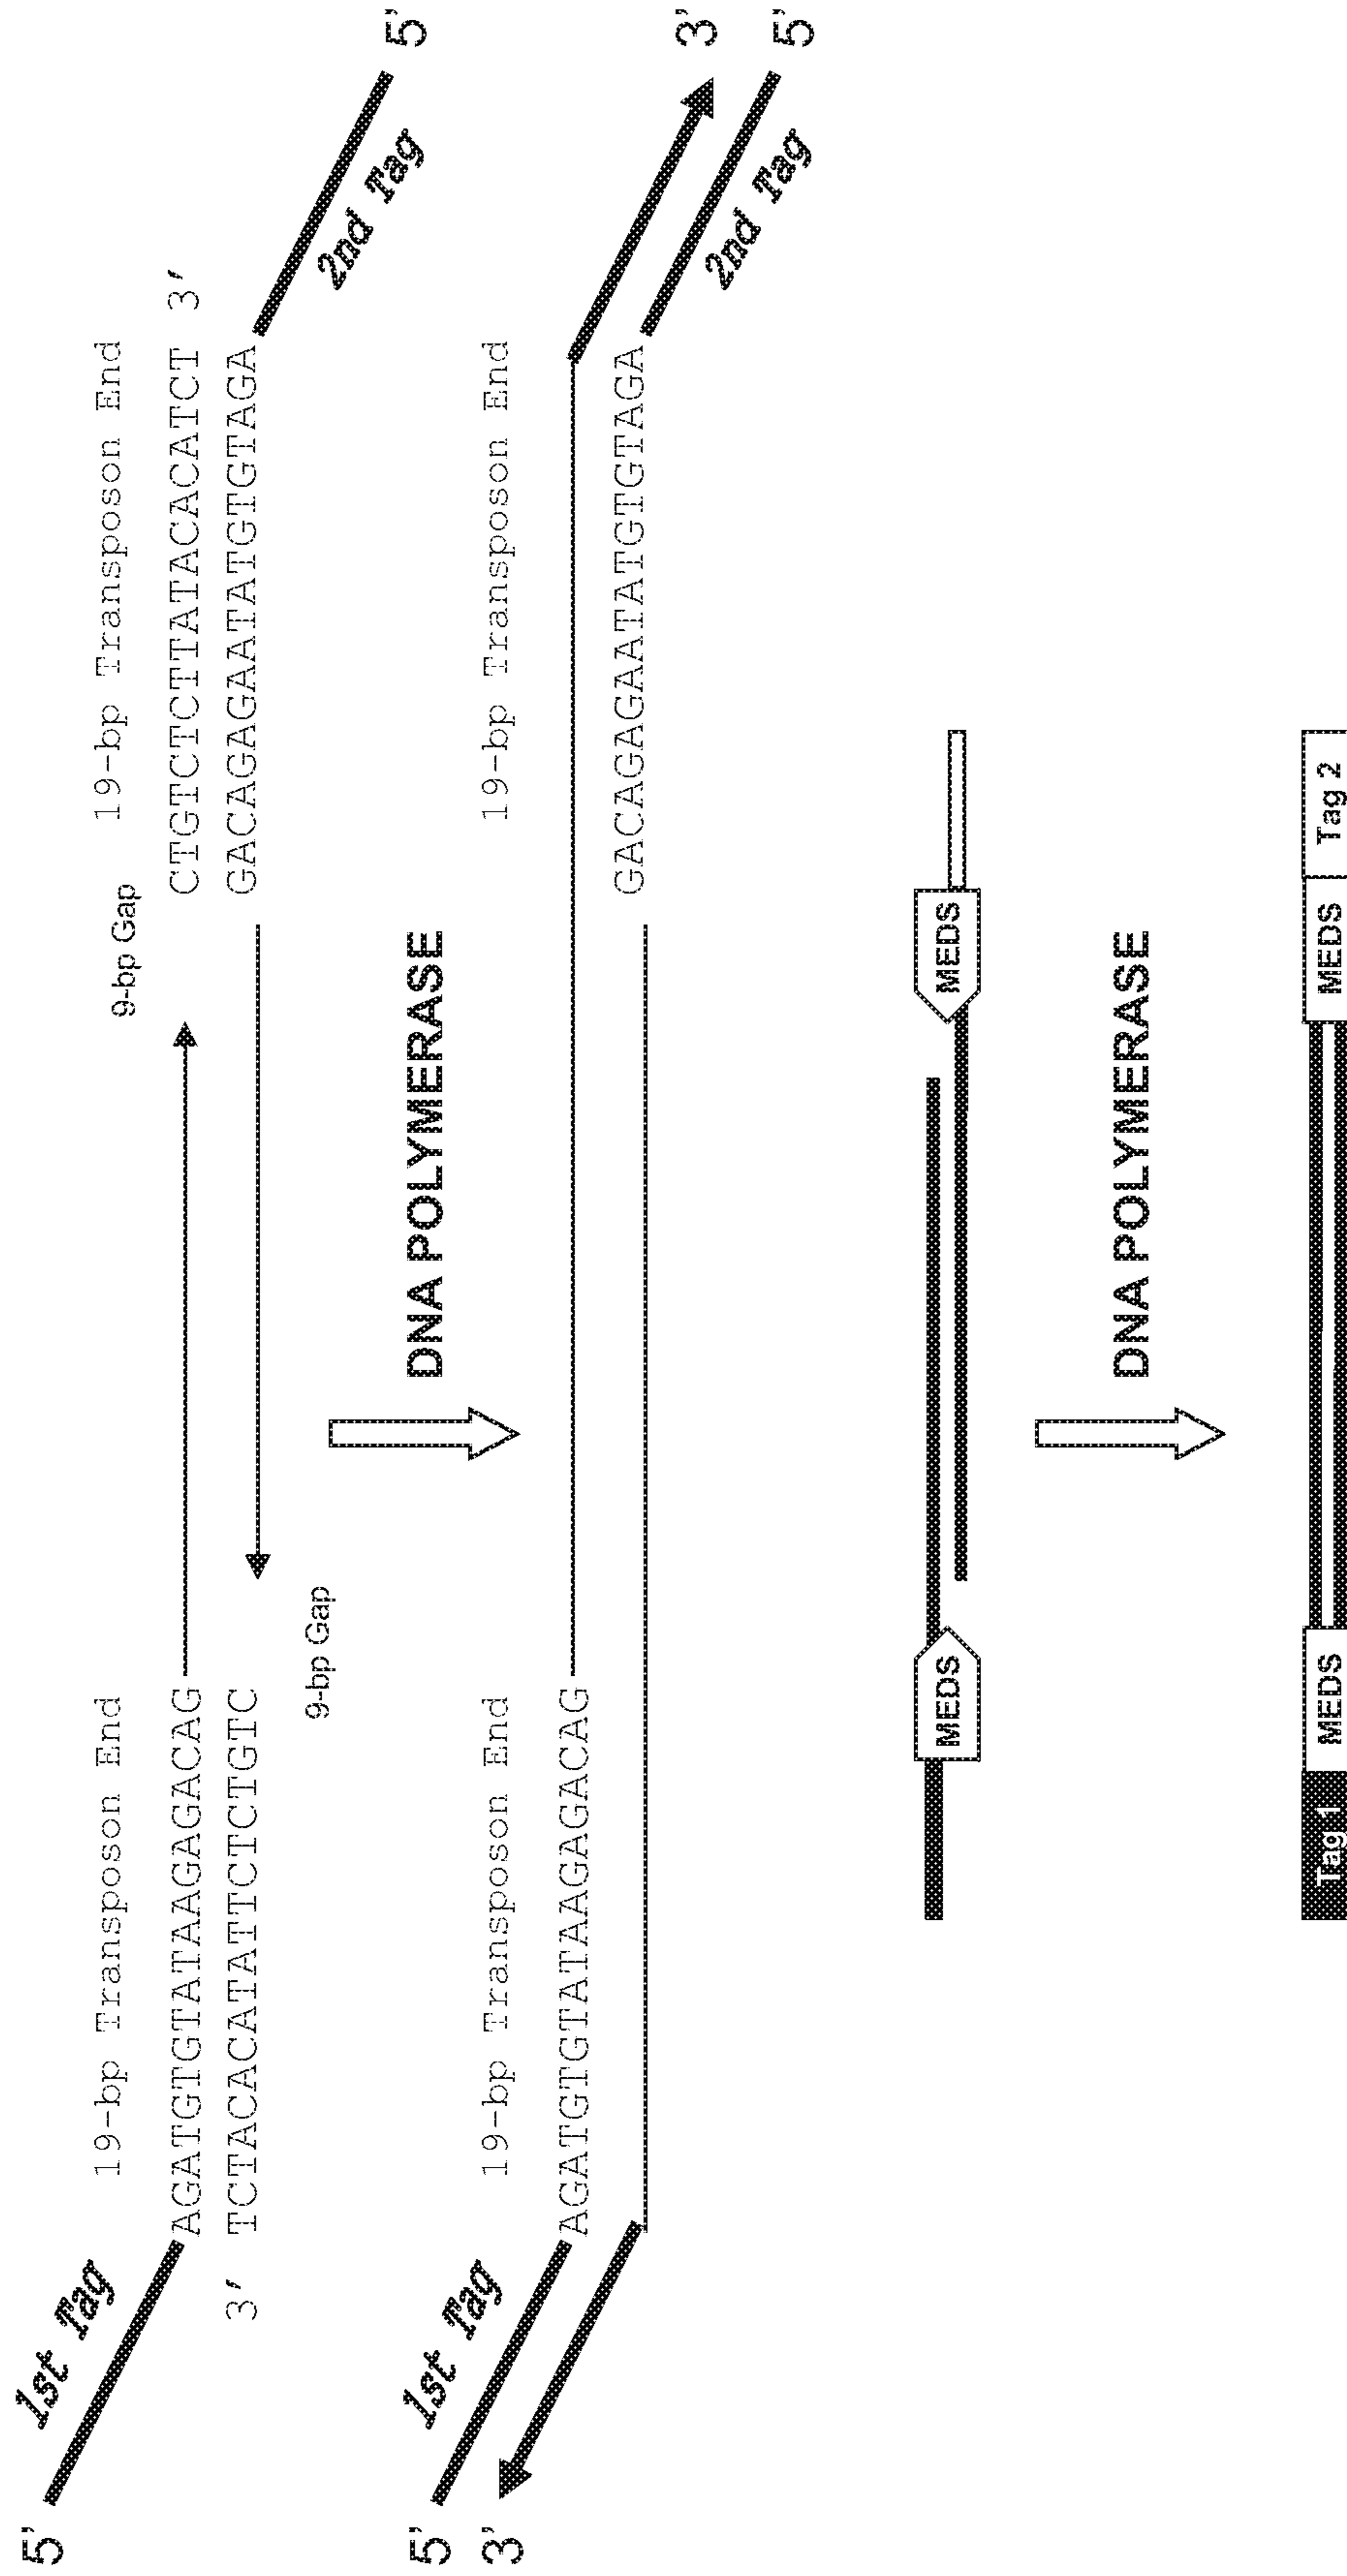 1st Tag
19-bp Transposon End
9-bp Gap
19-bp Transposon End
5'
AGATGTGTATAAGAGACAG
CTGTCTCTTATACACATCT 3'
3' TCTACACATATTCTCTGTC
GACAGAGAATATGTGTAGA
9-bp Gap
2nd Tag
5'
DNA POLYMERASE
1st Tag
19-bp Transposon End
19-bp Transposon End
5'
3'
AGATGTGTATAAGAGACAG
GACAGAGAATATGTGTAGA
3'
2nd Tag
5'
MEDS
MEDS
DNA POLYMERASE
Tag 1
MEDS
MEDS
Tag 2